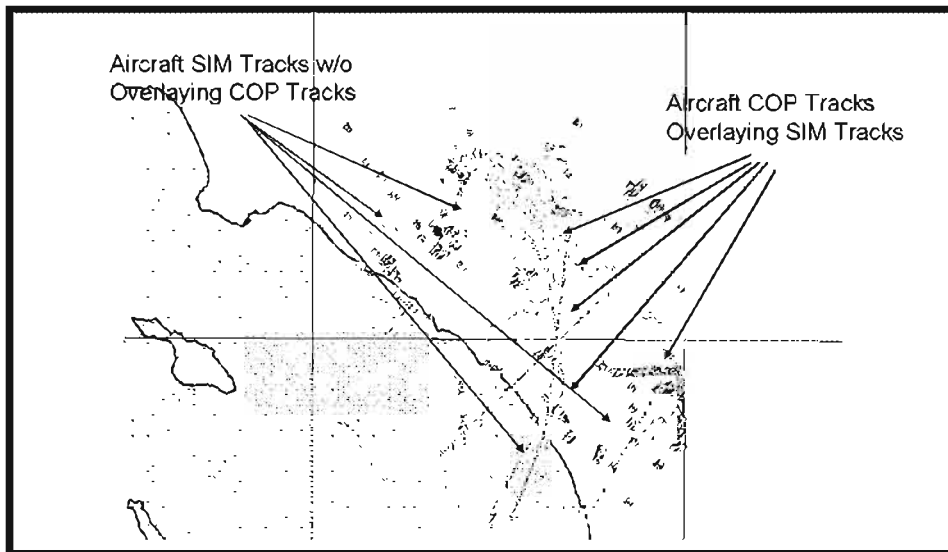 Aircraft SIM Tracks w/o
Overlaying COP Tracks
Aircraft COP Tracks
Overlaying SIM Tracks